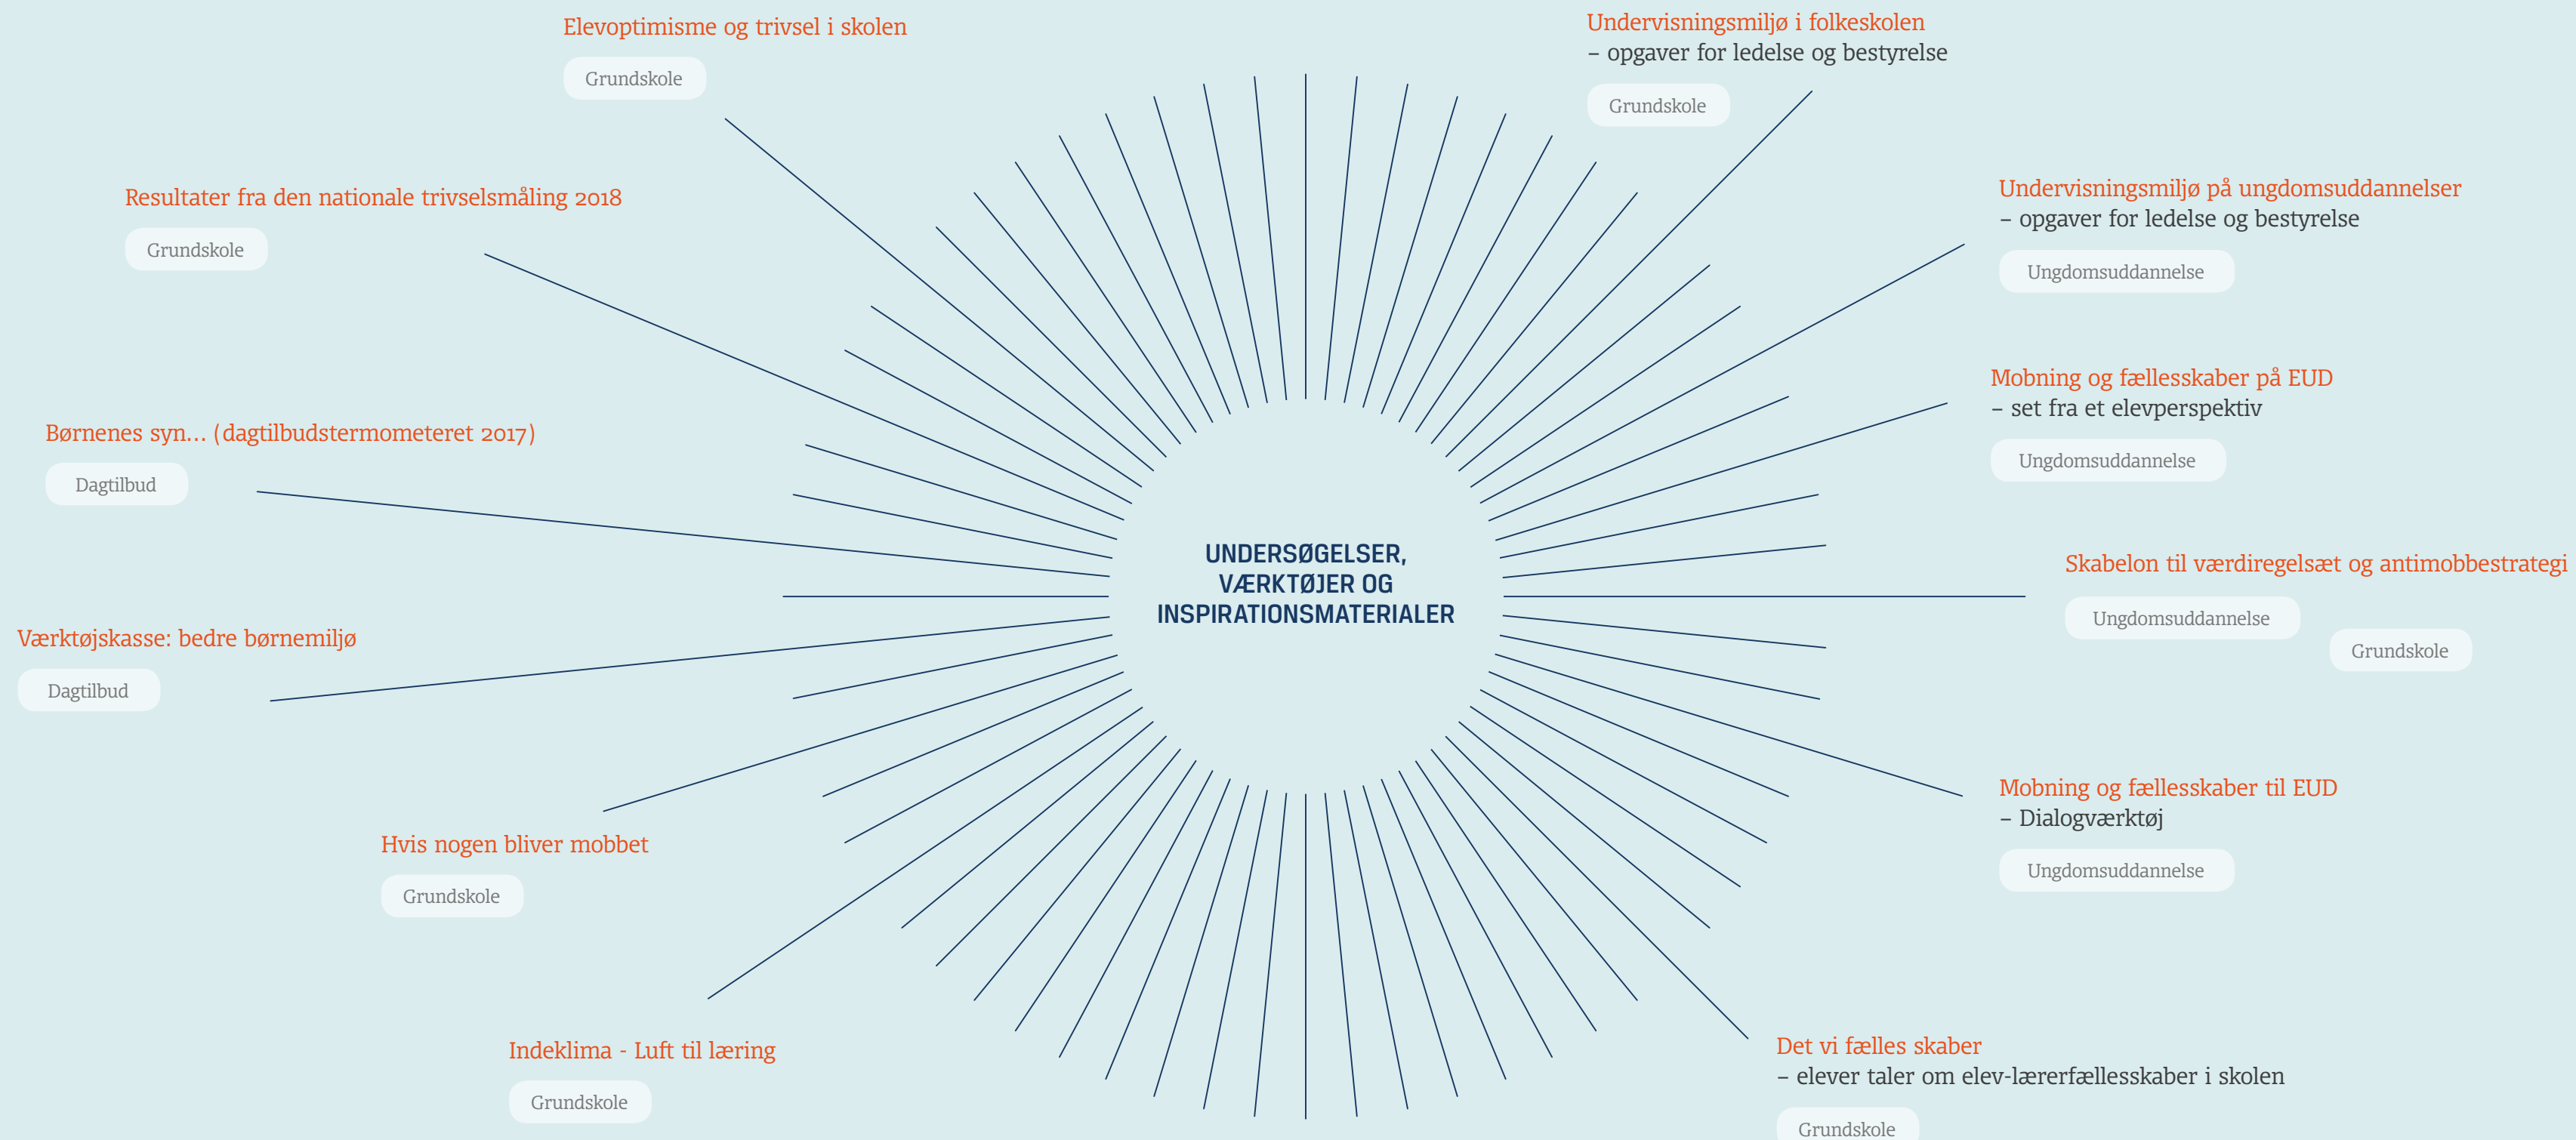 Elevoptimisme og trivsel i skolen
Grundskole
Undervisningsmiljø i folkeskolen
– opgaver for ledelse og bestyrelse
Grundskole
Resultater fra den nationale trivselsmåling 2018
Grundskole
Undervisningsmiljø på ungdomsuddannelser
– opgaver for ledelse og bestyrelse
Ungdomsuddannelse
Børnenes syn... (dagtilbudstermometeret 2017)
Dagtilbud
Mobning og fællesskaber på EUD
– set fra et elevperspektiv
Ungdomsuddannelse
UNDERSØGELSER,
VÆRKTØJER OG
INSPIRATIONSMATERIALER
Skabelon til værdiregelsæt og antimobbestrategi
Ungdomsuddannelse
Grundskole
Værktøjskasse: bedre børnemiljø
Dagtilbud
Mobning og fællesskaber til EUD
– Dialogværktøj
Ungdomsuddannelse
Hvis nogen bliver mobbet
Grundskole
Indeklima - Luft til læring
Grundskole
Det vi fælles skaber
– elever taler om elev-lærerfællesskaber i skolen
Grundskole